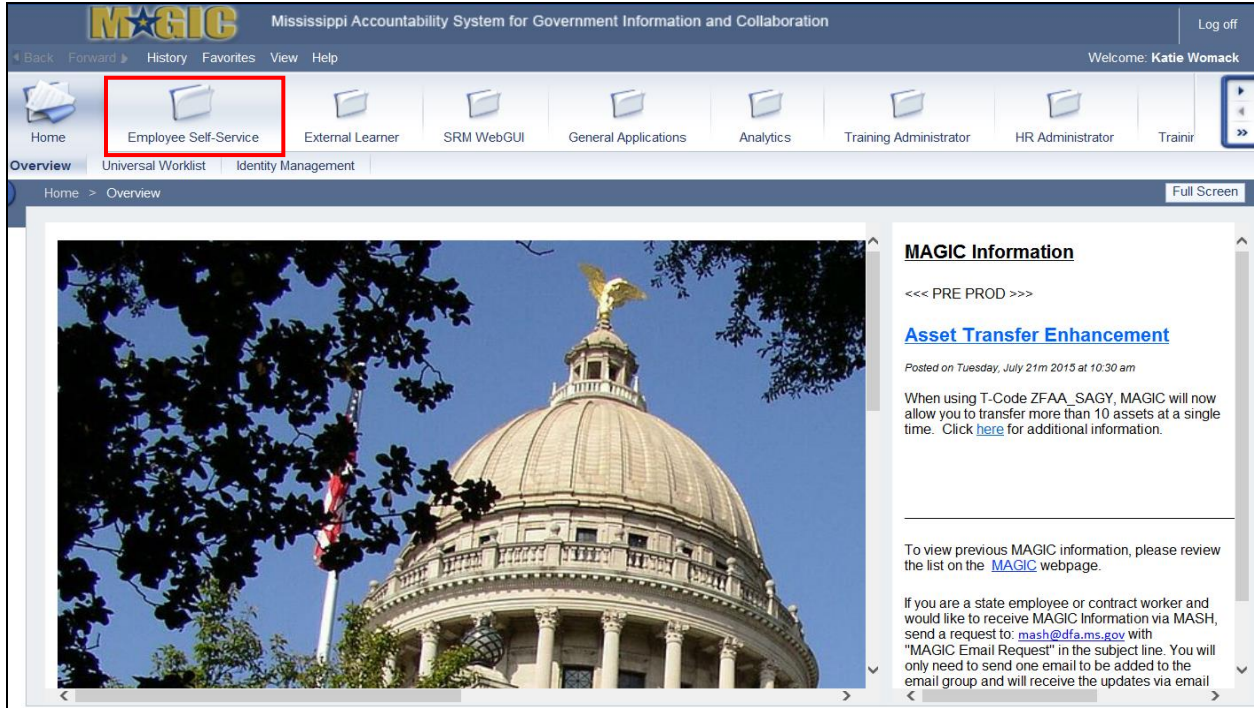 MAGIC Mississippi Accountability System for Government Information and Collaboration Log off
Back Forward History Favorites View Help Welcome: Katie Womack
Home Employee Self-Service External Learner SRM WebGUI General Applications Analytics Training Administrator HR Administrator Trainir
Overview Universal Worklist Identity Management
Home > Overview Full Screen
MAGIC Information
<<< PRE PROD >>>
Asset Transfer Enhancement
Posted on Tuesday, July 21m 2015 at 10:30 am
When using T-Code ZFAA_SAGY, MAGIC will now
allow you to transfer more than 10 assets at a single
time. Click here for additional information.
To view previous MAGIC information, please review
the list on the MAGIC webpage.
If you are a state employee or contract worker and
would like to receive MAGIC Information via MASH,
send a request to: mash@dfa.ms.gov with
"MAGIC Email Request" in the subject line. You will
only need to send one email to be added to the
email group and will receive the updates via email